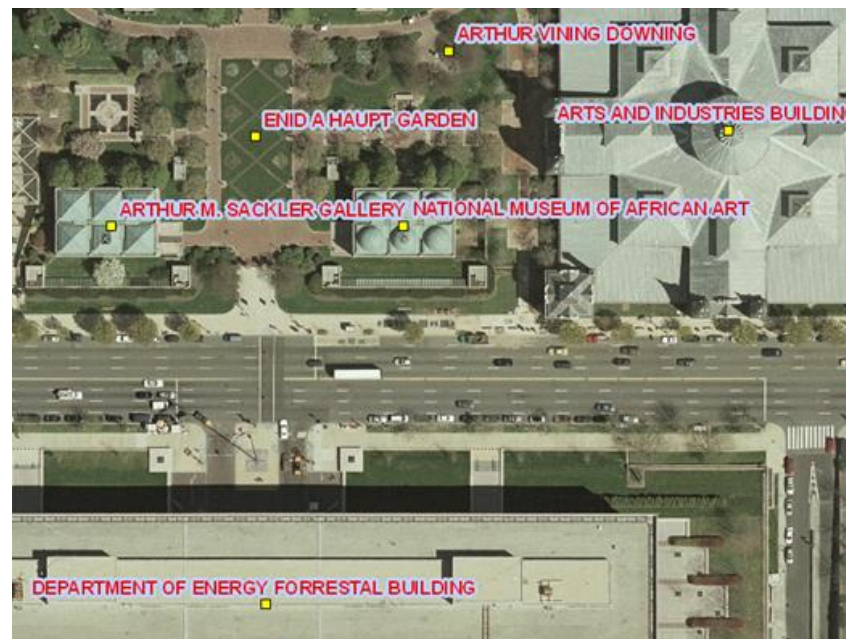 ARTHUR VINING DOWNING
ENID A HAUPT GARDEN
ARTS AND INDUSTRIES BUILDING
ARTHUR M. SACKLER GALLERY
NATIONAL MUSEUM OF AFRICAN ART
DEPARTMENT OF ENERGY FORRESTAL BUILDING